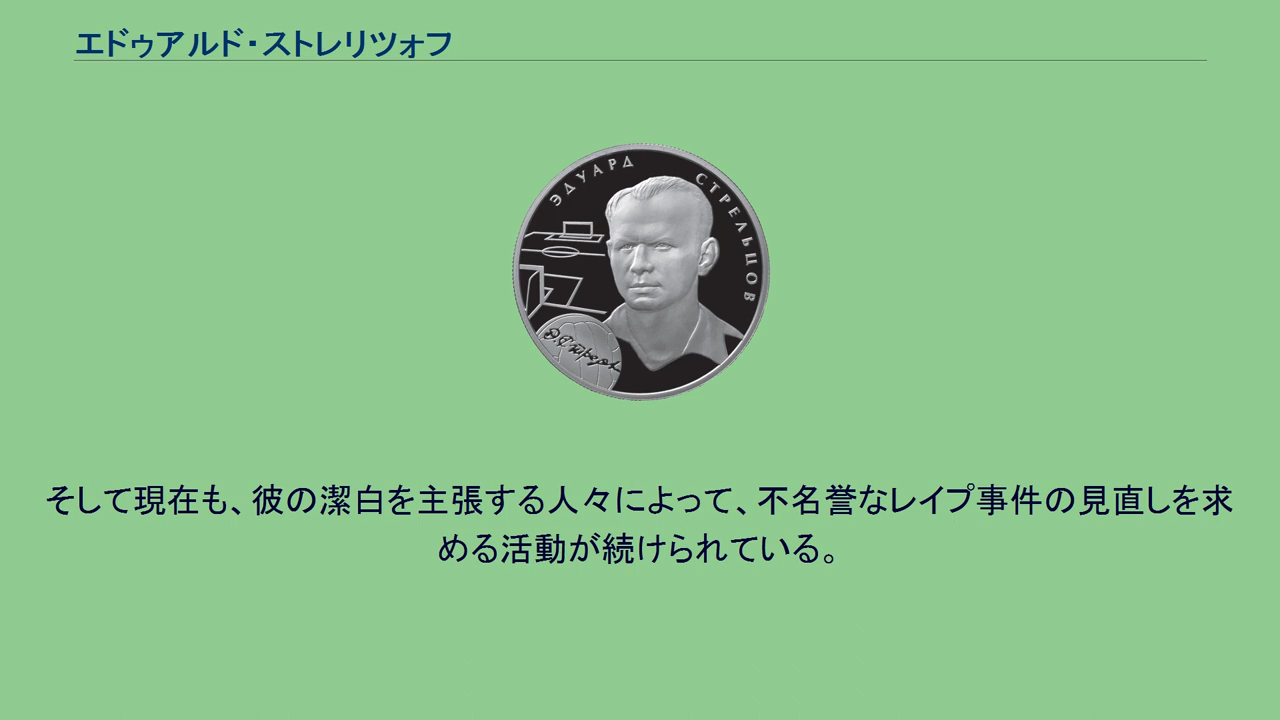 エドゥアルド・ストレリツォフ
ЭДУАРД СТРЕЛЬЦОВ
そして現在も、彼の潔白を主張する人々によって、不名誉なレイプ事件の見直しを求
める活動が続けられている。